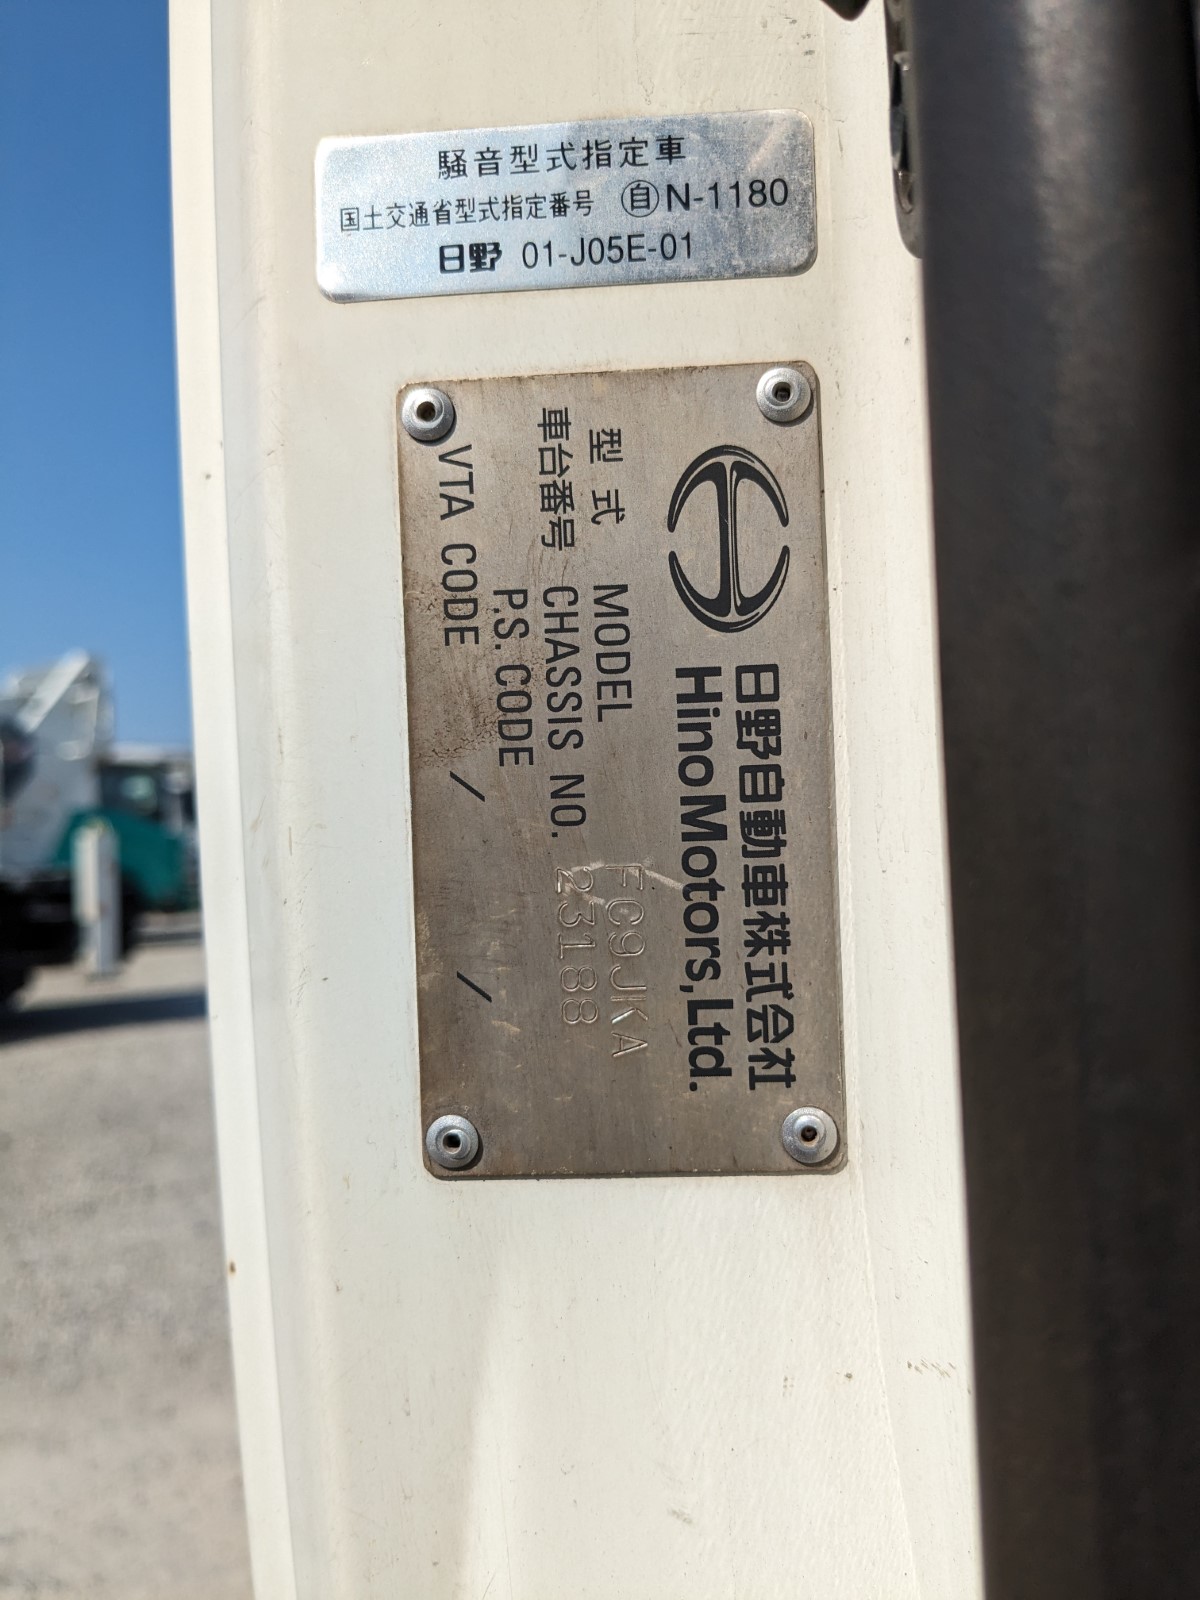 騒音型式指定車
国土交通省型式指定番号 ㊀自 N-1180
日野 01-J05E-01
日野自動車株式会社
Hino Motors,Ltd.
型式 MODEL FC9JKA
車台番号 CHASSIS NO. 23188
P.S. CODE
VTA CODE / /